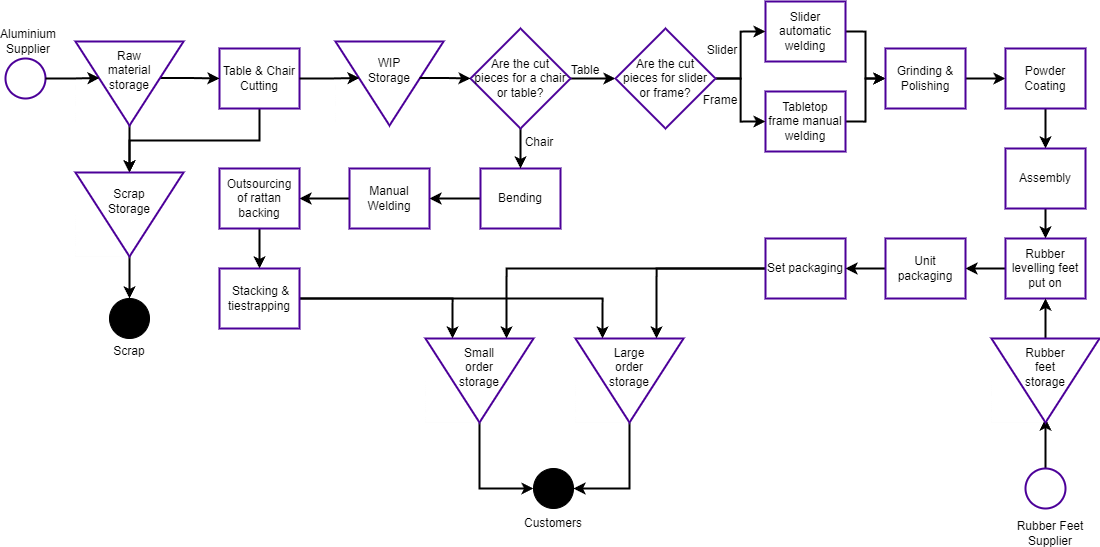 Aluminium
Supplier
Raw
material
storage
Table & Chair
Cutting
WIP
Storage
Are the cut
pieces for a chair
or table?
Table
Are the cut
pieces for slider
or frame?
Slider
Frame
Slider
automatic
welding
Tabletop
frame manual
welding
Grinding &
Polishing
Powder
Coating
Chair
Scrap
Storage
Outsourcing
of rattan
backing
Manual
Welding
Bending
Assembly
Stacking &
tiestrapping
Set packaging
Unit
packaging
Rubber
levelling feet
put on
Scrap
Small
order
storage
Large
order
storage
Rubber
feet
storage
Customers
Rubber Feet
Supplier